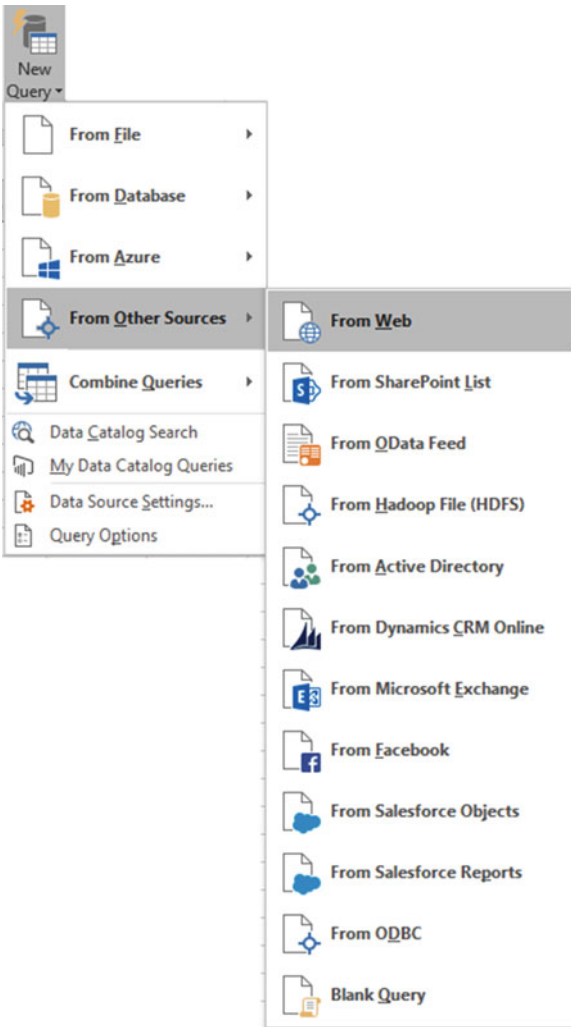 New
Query
From File
From Database
From Azure
From Other Sources
Combine Queries
Data Catalog Search
My Data Catalog Queries
Data Source Settings...
Query Options
From Web
From SharePoint List
From OData Feed
From Hadoop File (HDFS)
From Active Directory
From Dynamics CRM Online
From Microsoft Exchange
From Facebook
From Salesforce Objects
From Salesforce Reports
From ODBC
Blank Query